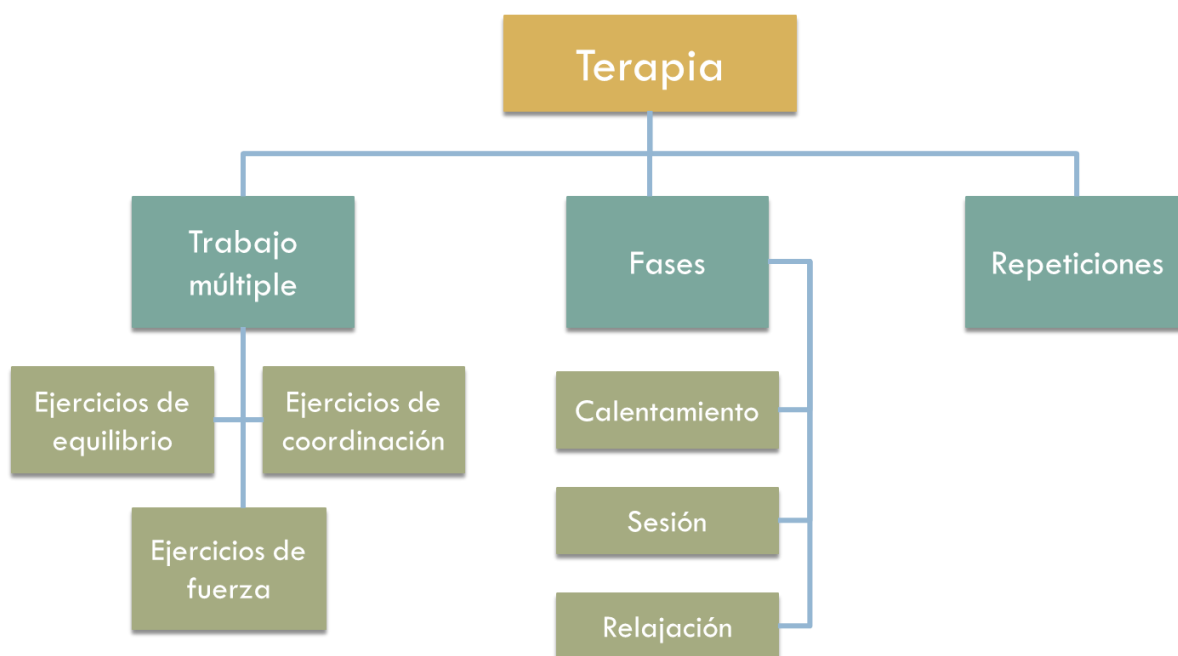 Terapia
Trabajo
múltiple
Fases
Repeticiones
Ejercicios de
equilibrio
Ejercicios de
coordinación
Ejercicios de
fuerza
Calentamiento
Sesión
Relajación